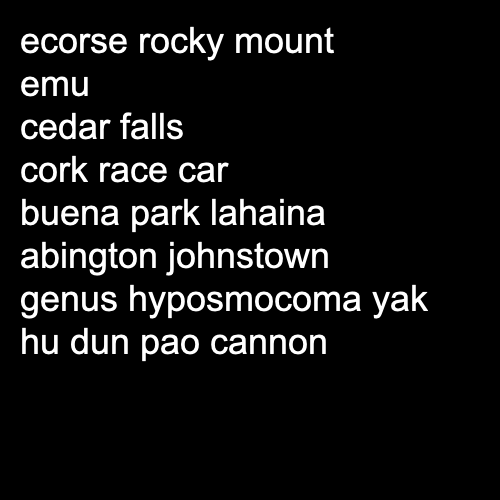 ecorse rocky mount
emu
cedar falls
cork race car
buena park lahaina
abington johnstown
genus hyposmocoma yak
hu dun pao cannon